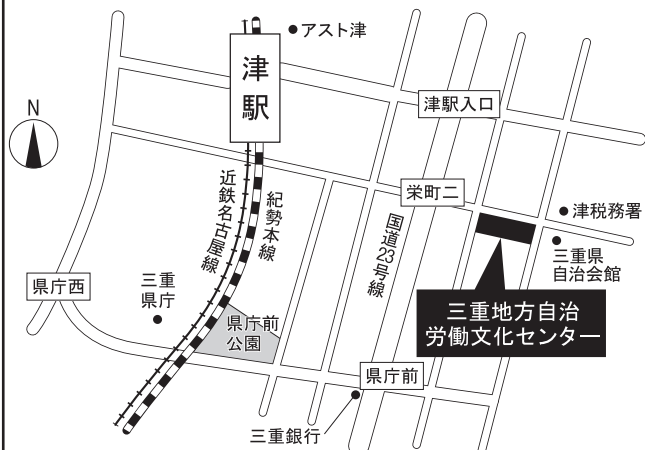 アスト津
津駅
津駅入口
N
栄町二
近鉄名古屋線
紀勢本線
国道23号線
津税務署
三重県
自治会館
県庁西
三重
県庁
県庁前
公園
三重地方自治
労働文化センター
県庁前
三重銀行